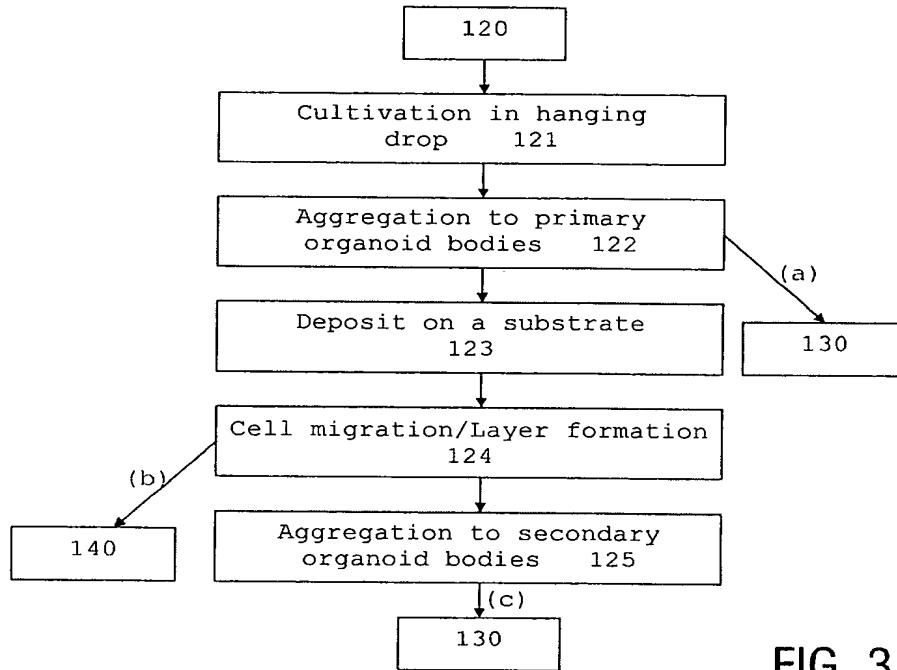 120
Cultivation in hanging
drop 121
Aggregation to primary
organoid bodies 122
(a)
Deposit on a substrate
123
130
Cell migration/Layer formation
124
(b)
140
Aggregation to secondary
organoid bodies 125
(c)
130
FIG. 3